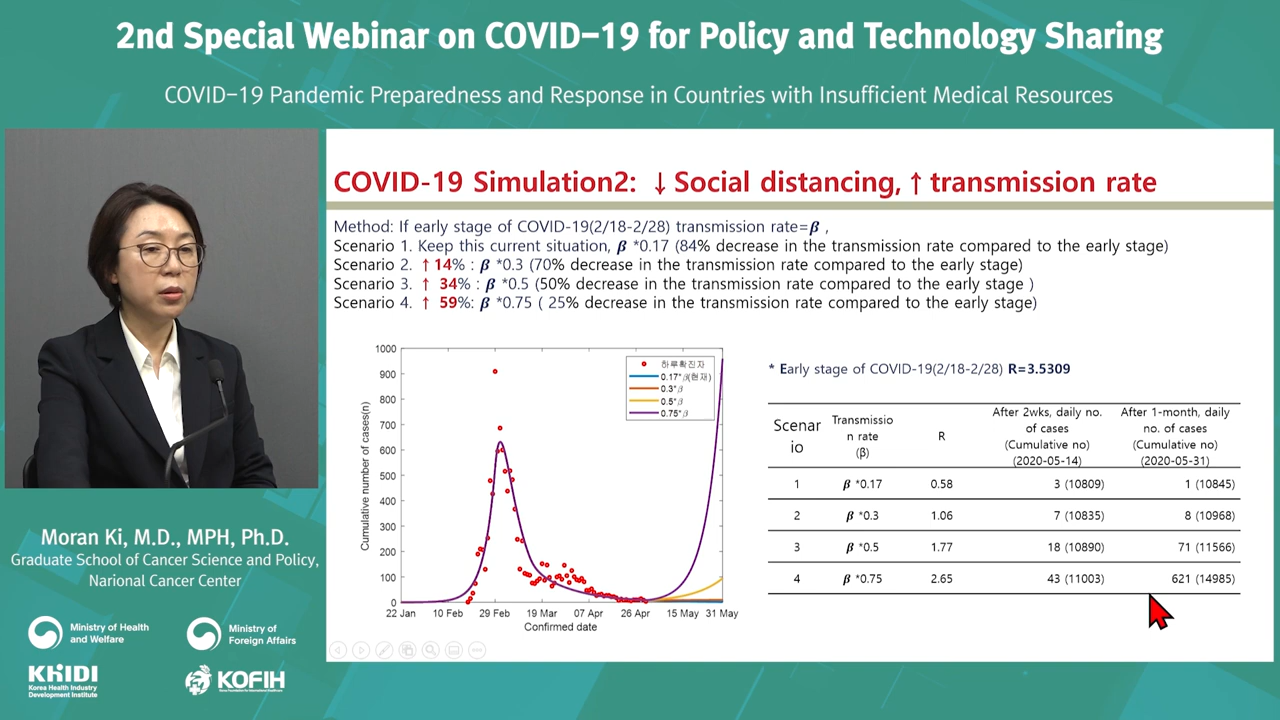 2nd Special Webinar on COVID-19 for Policy and Technology Sharing
COVID-19 Pandemic Preparedness and Response in Countries with Insufficient Medical Resources
COVID-19 Simulation2: ↓ Social distancing, ↑ transmission rate
Method: If early stage of COVID-19(2/18-2/28) transmission rate=β ,
Scenario 1. Keep this current situation, β *0.17 (84% decrease in the transmission rate compared to the early stage)
Scenario 2. ↑ 14% : β *0.3 (70% decrease in the transmission rate compared to the early stage)
Scenario 3. ↑ 34% : β *0.5 (50% decrease in the transmission rate compared to the early stage )
Scenario 4. ↑ 59%: β *0.75 ( 25% decrease in the transmission rate compared to the early stage)
Cumulative number of cases(n)
1000
900
800
700
600
500
400
300
200
100
0
22 Jan 10 Feb 29 Feb 19 Mar 07 Apr 26 Apr 15 May 31 May
Confirmed date
하루확진자
0.17*β(현재)
0.3*β
0.5*β
0.75*β
* Early stage of COVID-19(2/18-2/28) R=3.5309
Scenar
io
Transmissio
n rate
(β)
R
After 2wks, daily no.
of cases
(Cumulative no)
(2020-05-14)
After 1-month, daily
no. of cases
(Cumulative no)
(2020-05-31)
1 β *0.17 0.58 3 (10809) 1 (10845)
2 β *0.3 1.06 7 (10835) 8 (10968)
3 β *0.5 1.77 18 (10890) 71 (11566)
4 β *0.75 2.65 43 (11003) 621 (14985)
Moran Ki, M.D., MPH, Ph.D.
Graduate School of Cancer Science and Policy,
Narional Cancer Center
Ministry of Health
and Welfare
Ministry of
Foreign Affairs
KHIDI
Korea Health Industry
Development Institute
KOFIH
Korea Foundation for International Healthcare